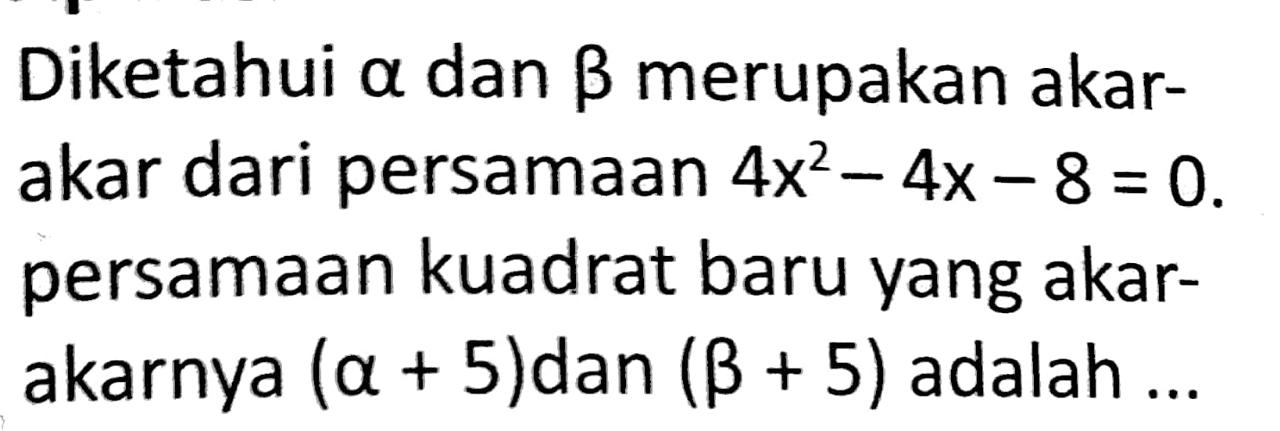 Diketahui α dan β merupakan akar-
akar dari persamaan 4x² – 4x – 8 = 0.
persamaan kuadrat baru yang akar-
akarnya (α + 5)dan (β + 5) adalah ...